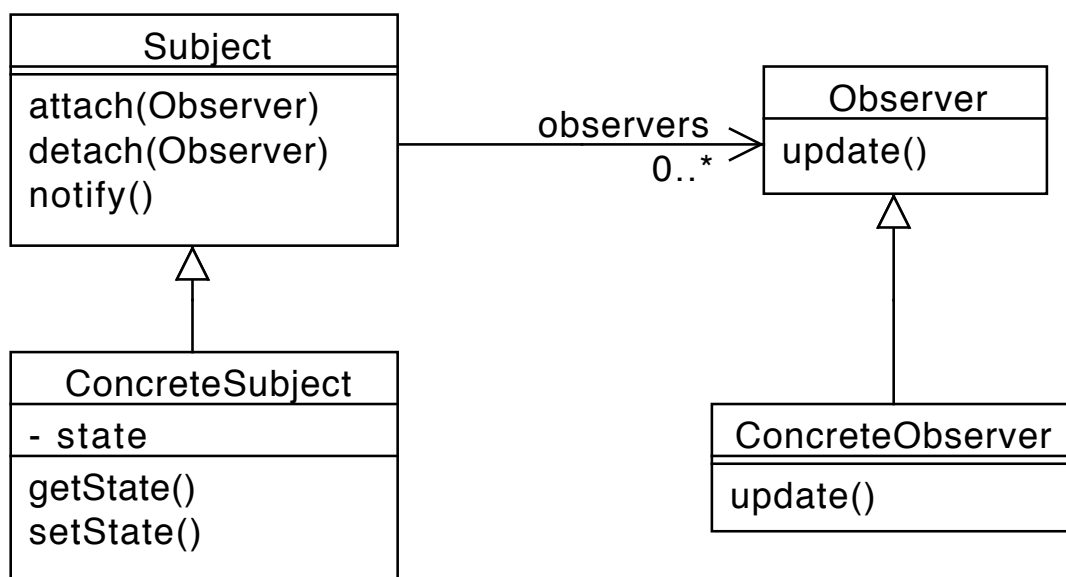 Subject
attach(Observer)
detach(Observer)
notify()
observers
0..*
Observer
update()
ConcreteSubject
- state
getState()
setState()
ConcreteObserver
update()